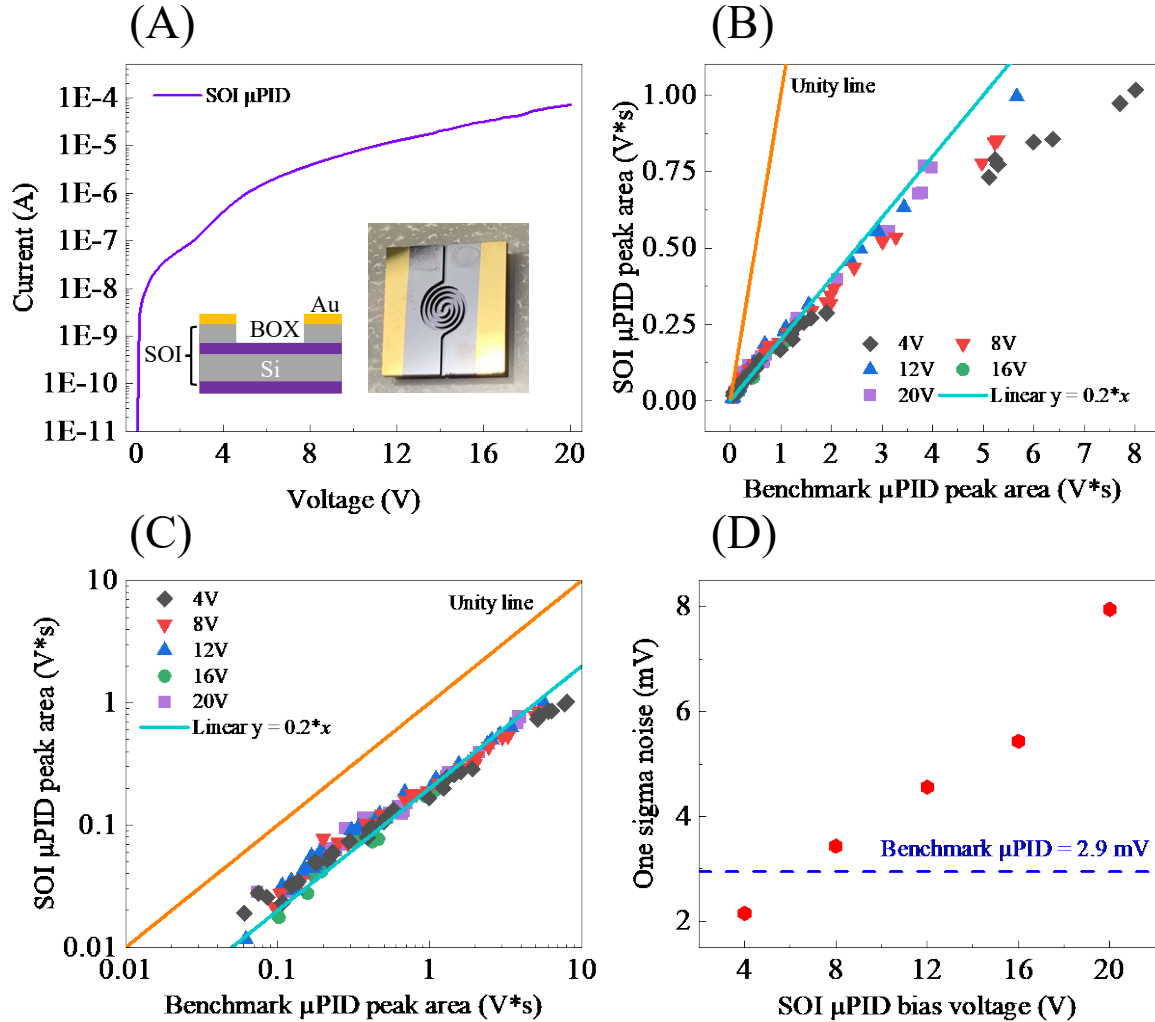 (A)
SOI μPID
1E-4
1E-5
1E-6
1E-7
1E-8
1E-9
1E-10
1E-11
Current (A)
Au
BOX
SOI
Si
0
4
8
12
16
20
Voltage (V)
(B)
Unity line
1.00
0.75
0.50
0.25
0.00
SOI μPID peak area (V*s)
4V
8V
12V
16V
20V
Linear y = 0.2*x
0
1
2
3
4
5
6
7
8
Benchmark μPID peak area (V*s)
(C)
10
1
0.1
0.01
SOI μPID peak area (V*s)
Unity line
4V
8V
12V
16V
20V
Linear y = 0.2*x
0.01
0.1
1
10
Benchmark μPID peak area (V*s)
(D)
8
6
4
2
One sigma noise (mV)
Benchmark μPID = 2.9 mV
4
8
12
16
20
SOI μPID bias voltage (V)